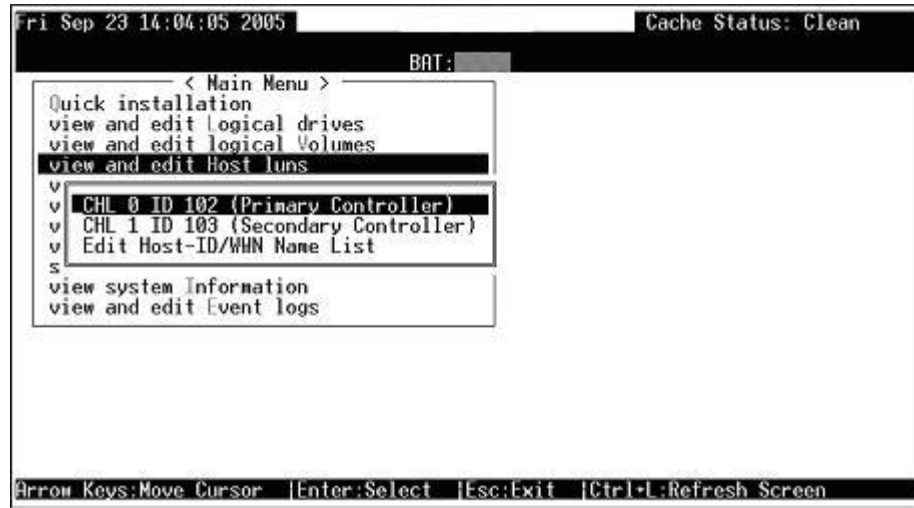 Fri Sep 23 14:04:05 2005 Cache Status: Clean
BAT:
< Main Menu >
Quick installation
view and edit Logical drives
view and edit logical Volumes
view and edit Host luns
v
v CHL 0 ID 102 (Primary Controller)
v CHL 1 ID 103 (Secondary Controller)
v Edit Host-ID/WWN Name List
s
view system Information
view and edit Event logs
Arrow Keys:Move Cursor |Enter:Select |Esc:Exit |Ctrl+L:Refresh Screen